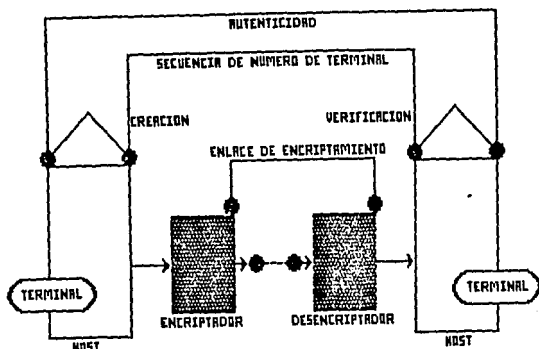 AUTENTICIDAD
SECUENCIA DE NUMERO DE TERMINAL
CREACION
VERIFICACION
ENLACE DE ENCRIPTAMIENTO
TERMINAL
TERMINAL
ENCRIPTADOR
DESENCRIPTADOR
HOST
HOST